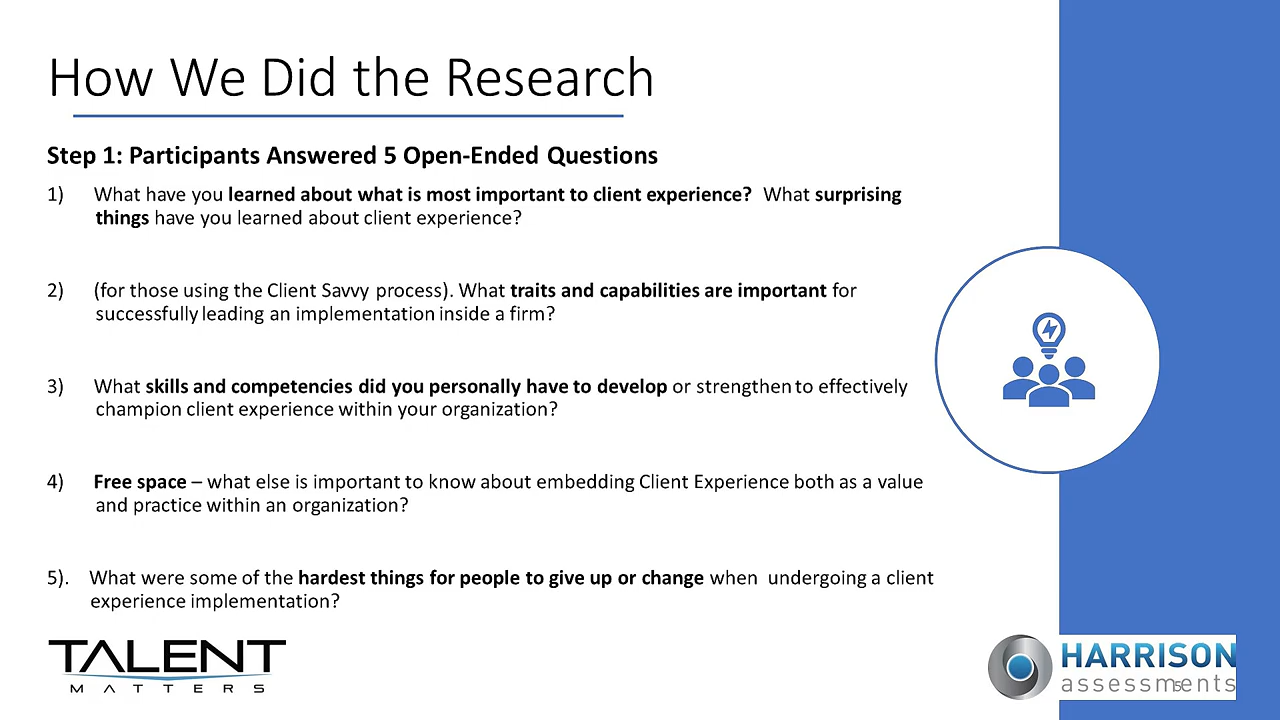 How We Did the Research
Step 1: Participants Answered 5 Open-Ended Questions
1) What have you learned about what is most important to client experience? What surprising
things have you learned about client experience?
2) (for those using the Client Savvy process). What traits and capabilities are important for
successfully leading an implementation inside a firm?
3) What skills and competencies did you personally have to develop or strengthen to effectively
champion client experience within your organization?
4) Free space – what else is important to know about embedding Client Experience both as a value
and practice within an organization?
5). What were some of the hardest things for people to give up or change when undergoing a client
experience implementation?
TALENT
MATTERS
HARRISON
assessments
5